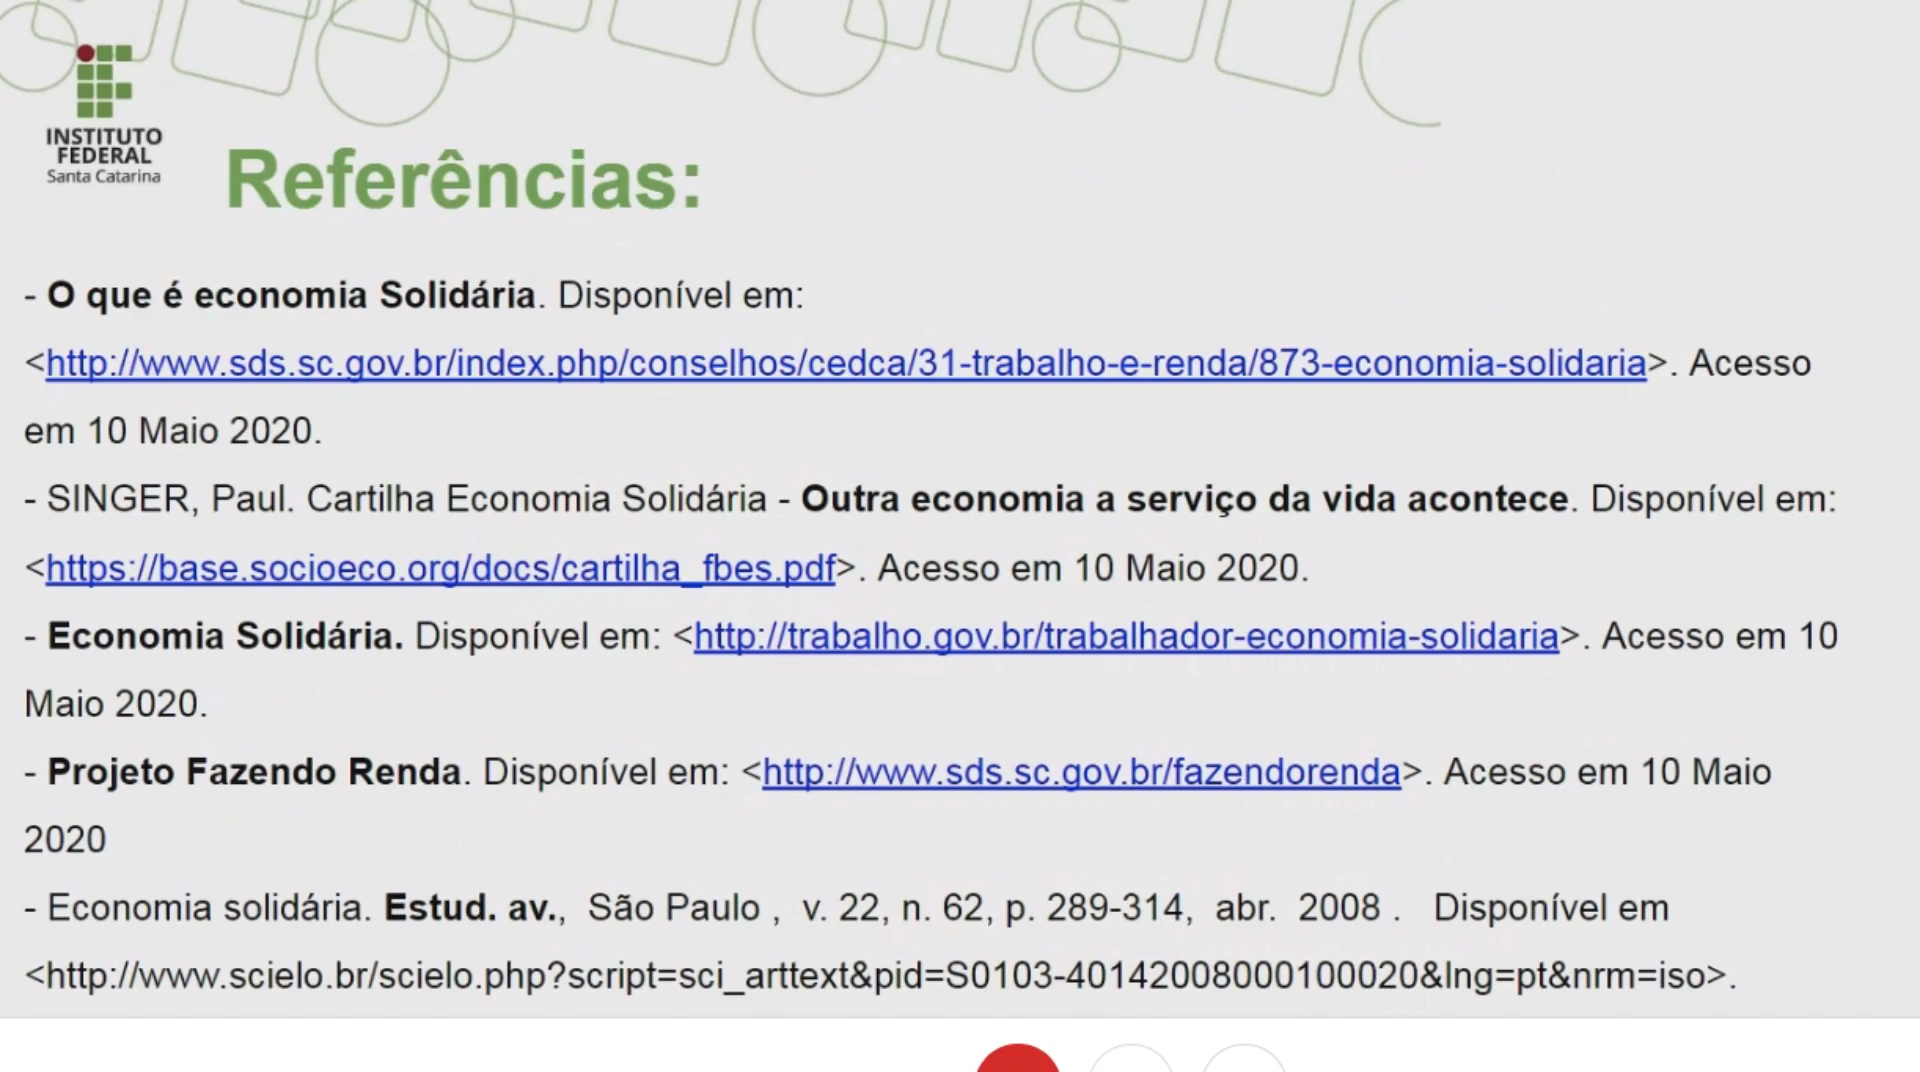 INSTITUTO
FEDERAL
Santa Catarina
Referências:
- O que é economia Solidária. Disponível em:
<http://www.sds.sc.gov.br/index.php/conselhos/cedca/31-trabalho-e-renda/873-economia-solidaria>. Acesso
em 10 Maio 2020.
- SINGER, Paul. Cartilha Economia Solidária - Outra economia a serviço da vida acontece. Disponível em:
<https://base.socioeco.org/docs/cartilha_fbes.pdf>. Acesso em 10 Maio 2020.
- Economia Solidária. Disponível em: <http://trabalho.gov.br/trabalhador-economia-solidaria>. Acesso em 10
Maio 2020.
- Projeto Fazendo Renda. Disponível em: <http://www.sds.sc.gov.br/fazendorenda>. Acesso em 10 Maio
2020
- Economia solidária. Estud. av.,  São Paulo ,  v. 22, n. 62, p. 289-314,  abr.  2008 .   Disponível em
<http://www.scielo.br/scielo.php?script=sci_arttext&pid=S0103-40142008000100020&lng=pt&nrm=iso>.